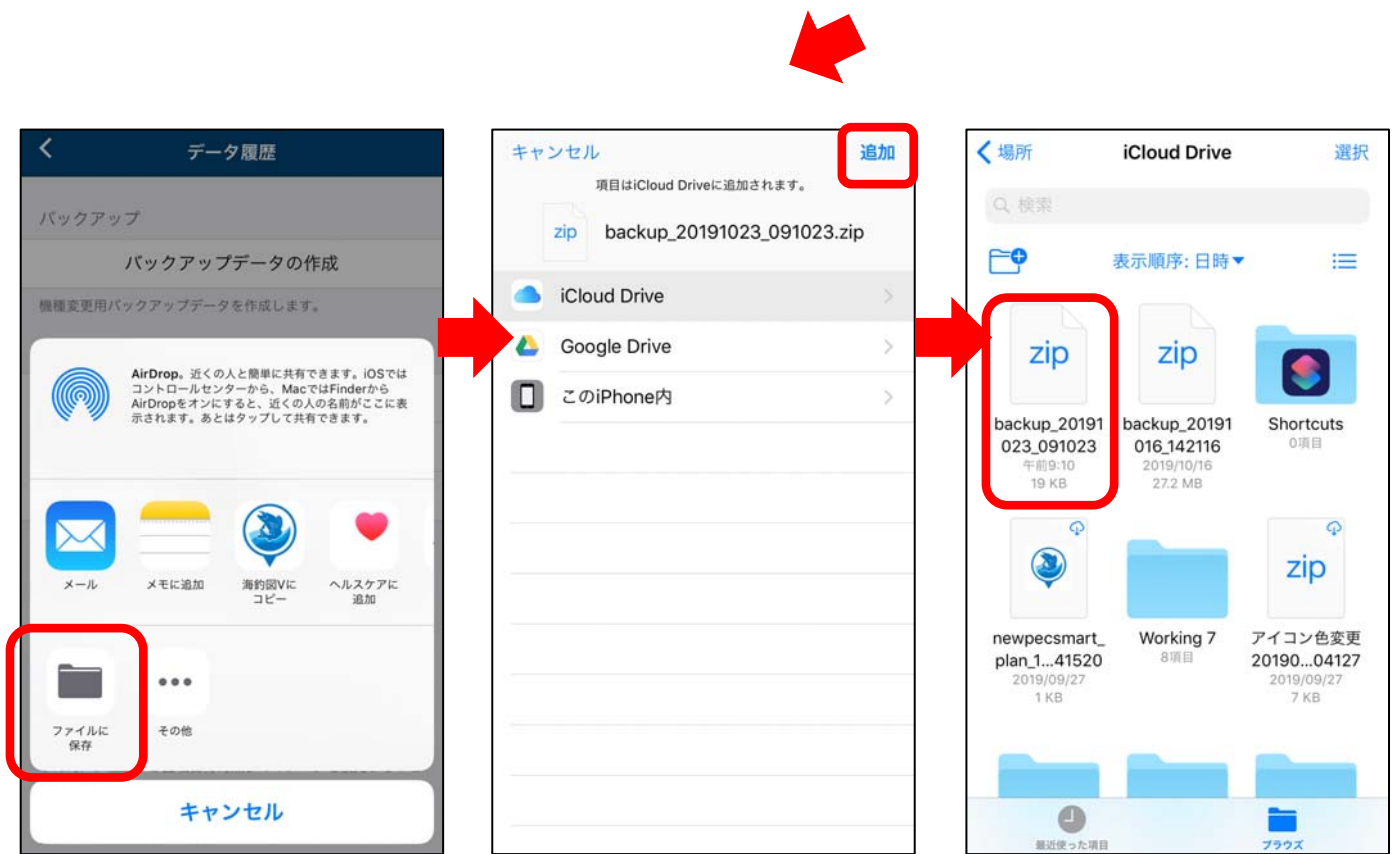 データ履歴
バックアップ
バックアップデータの作成
機種変更用バックアップデータを作成します。
AirDrop。近くの人と簡単に共有できます。iOSでは
コントロールセンターから、MacではFinderから
AirDropをオンにすると、近くの人の名前がここに表
示されます。あとはタップして共有できます。
メール
メモに追加
海釣図Vに
コピー
ヘルスケアに
追加
ファイルに
保存
その他
キャンセル
キャンセル
追加
項目はiCloud Driveに追加されます。
zip
backup_20191023_091023.zip
iCloud Drive
Google Drive
このiPhone内
場所
iCloud Drive
選択
検索
表示順序: 日時
zip
zip
backup_20191
023_091023
午前9:10
19 KB
backup_20191
016_142116
2019/10/16
27.2 MB
Shortcuts
0項目
zip
newpecsmart_
plan_1...41520
2019/09/27
1 KB
Working 7
8項目
アイコン色変更
20190...04127
2019/09/27
7 KB
最近使った項目
ブラウズ